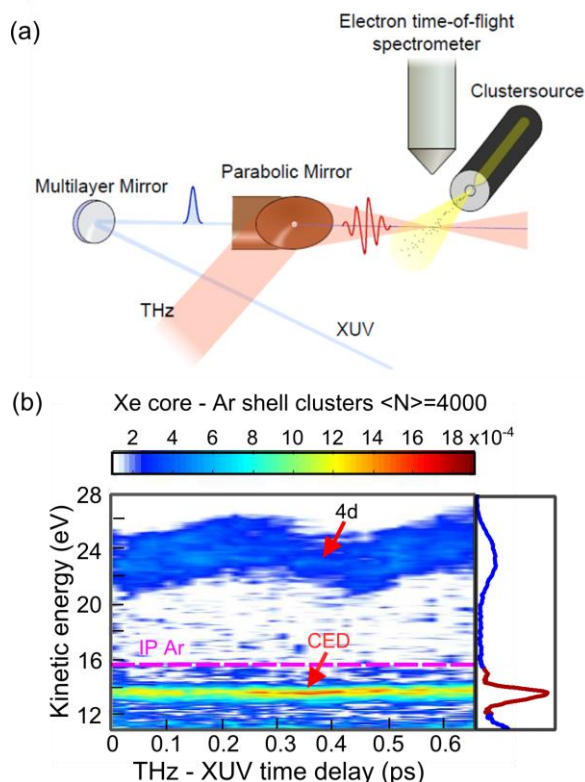 (a)
Electron time-of-flight
spectrometer
Clustersource
Parabolic Mirror
Multilayer Mirror
THz
XUV
(b)
Xe core - Ar shell clusters <N>=4000
2 4 6 8 10 12 14 16 18 x10-4
Kinetic energy (eV)
28
24
20
16
12
4d
IP Ar
CED
0 0.1 0.2 0.3 0.4 0.5 0.6
THz - XUV time delay (ps)